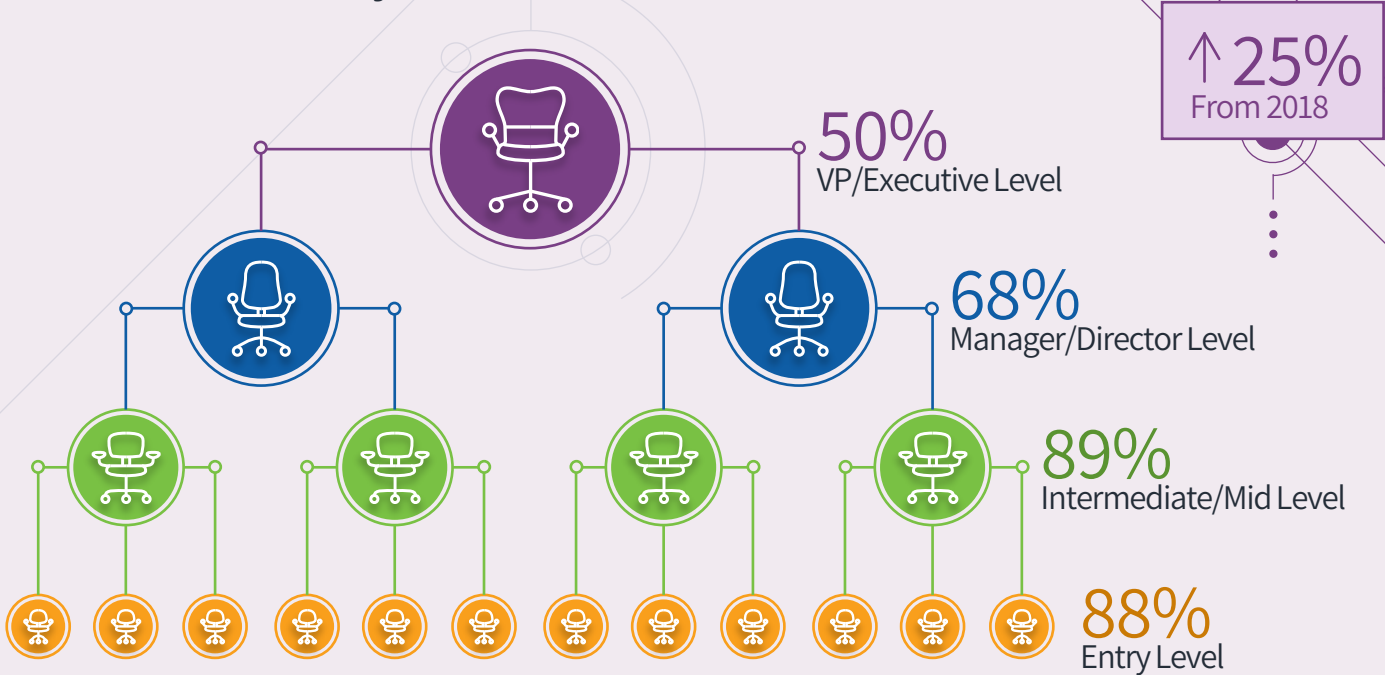 ↑ 25%
From 2018
50%
VP/Executive Level
68%
Manager/Director Level
89%
Intermediate/Mid Level
88%
Entry Level